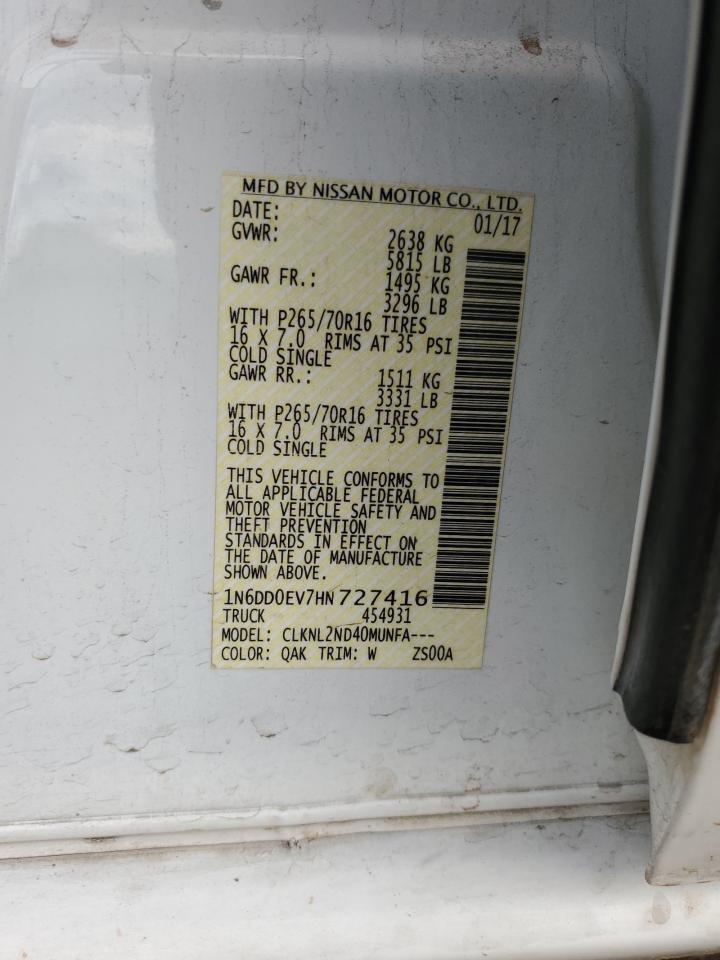 MFD BY NISSAN MOTOR CO., LTD.
DATE: 01/17
GVWR: 2638 KG
5815 LB
GAWR FR.: 1495 KG
3296 LB
WITH P265/70R16 TIRES
16 X 7.0 RIMS AT 35 PSI
COLD SINGLE
GAWR RR.: 1511 KG
3331 LB
WITH P265/70R16 TIRES
16 X 7.0 RIMS AT 35 PSI
COLD SINGLE
THIS VEHICLE CONFORMS TO
ALL APPLICABLE FEDERAL
MOTOR VEHICLE SAFETY AND
THEFT PREVENTION
STANDARDS IN EFFECT ON
THE DATE OF MANUFACTURE
SHOWN ABOVE.
1N6DD0EV7HN727416
TRUCK 454931
MODEL: CLKNL2ND40MUNFA---
COLOR: QAK TRIM: W ZS00A